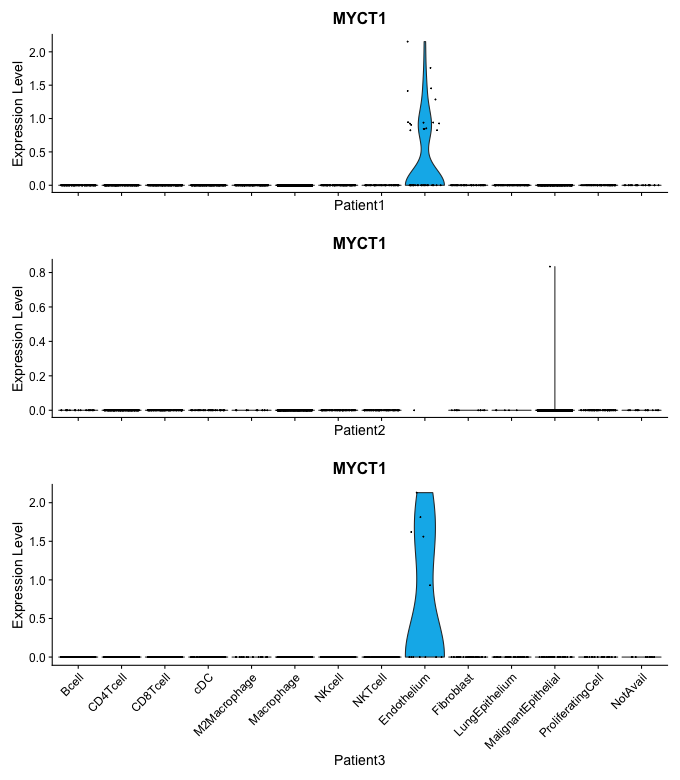 MYCT1
Expression Level
2.0
1.5
1.0
0.5
0.0
Patient1
MYCT1
Expression Level
0.8
0.6
0.4
0.2
0.0
Patient2
MYCT1
Expression Level
2.0
1.5
1.0
0.5
0.0
Bcell
CD4Tcell
CD8Tcell
cDC
M2Macrophage
Macrophage
NKcell
NKTcell
Endothelium
Fibroblast
LungEpithelium
MalignantEpithelial
ProliferatingCell
NotAvail
Patient3